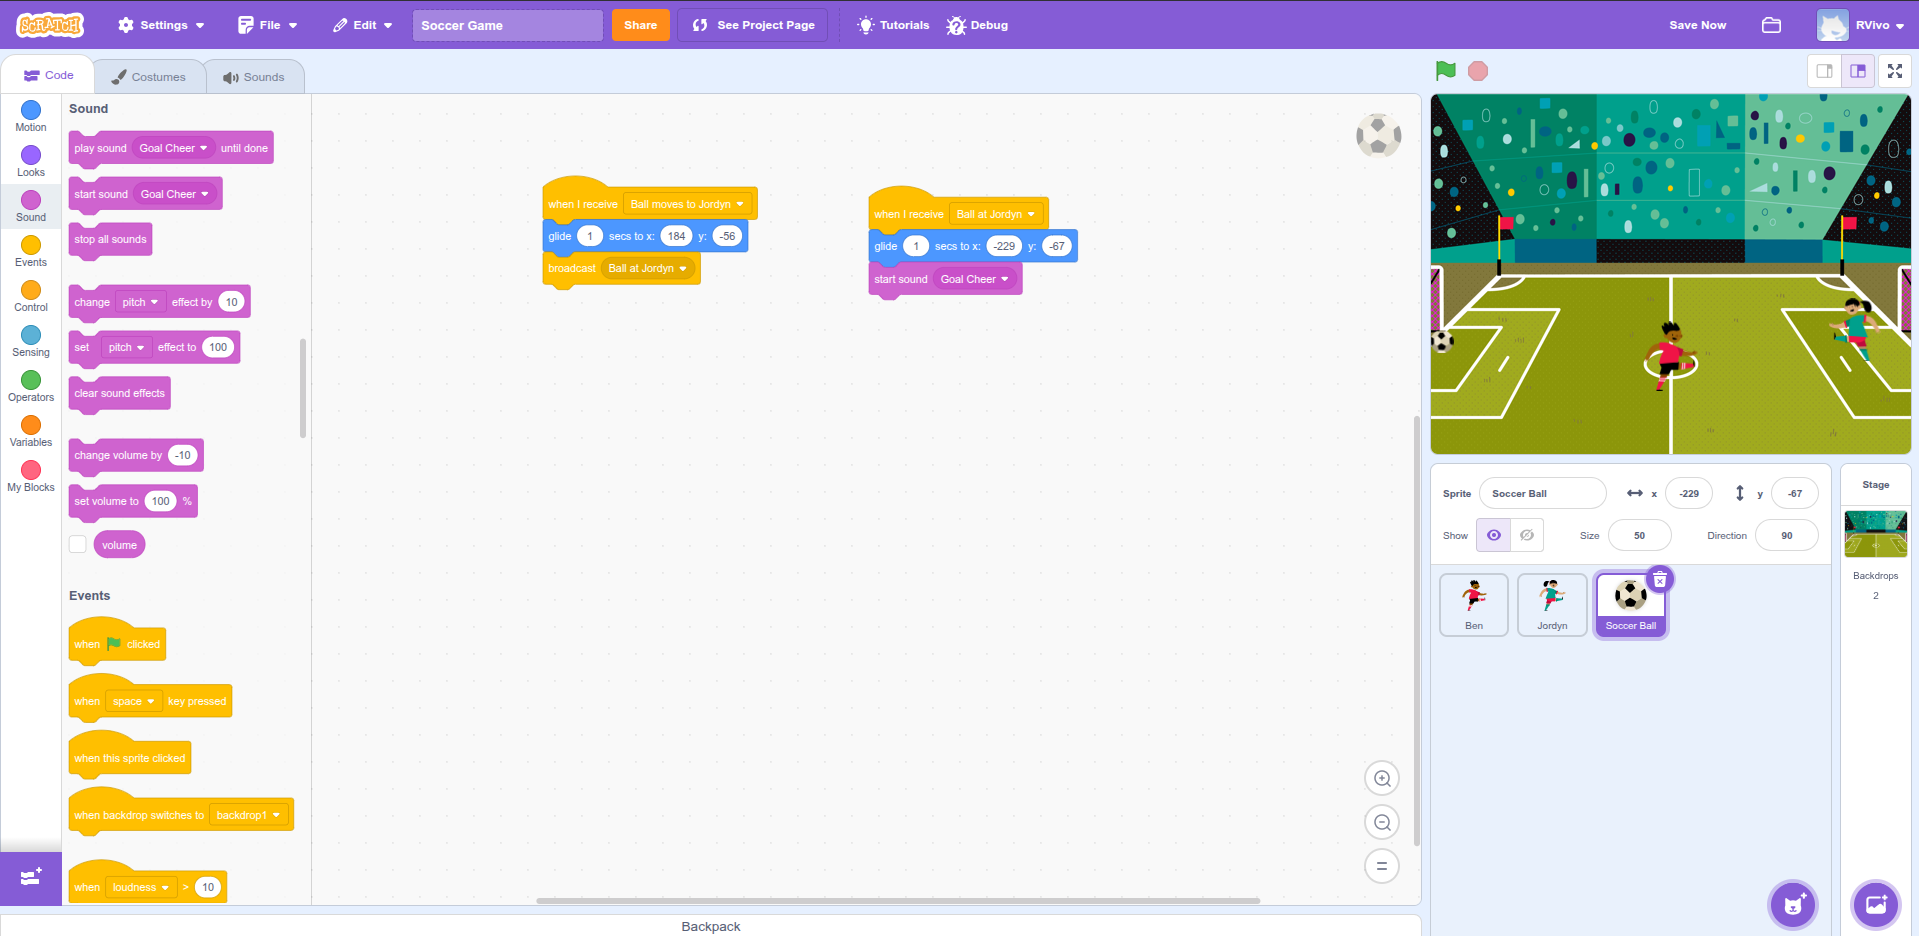 SCRATCH
Settings
File
Edit
Soccer Game
Share
See Project Page
Tutorials
Debug
Save Now
RVivo
Code
Costumes
Sounds
Motion
Looks
Sound
Events
Control
Sensing
Operators
Variables
My Blocks
Sound
play sound Goal Cheer until done
start sound Goal Cheer
stop all sounds
change pitch effect by 10
set pitch effect to 100
clear sound effects
change volume by -10
set volume to 100 %
volume
Events
when clicked
when space key pressed
when this sprite clicked
when backdrop switches to backdrop1
when loudness > 10
when I receive Ball moves to Jordyn
glide 1 secs to x: 184 y: -56
broadcast Ball at Jordyn
when I receive Ball at Jordyn
glide 1 secs to x: -229 y: -67
start sound Goal Cheer
Backpack
Sprite Soccer Ball x -229 y -67
Show Size 50 Direction 90
Ben
Jordyn
Soccer Ball
Stage
Backdrops
2